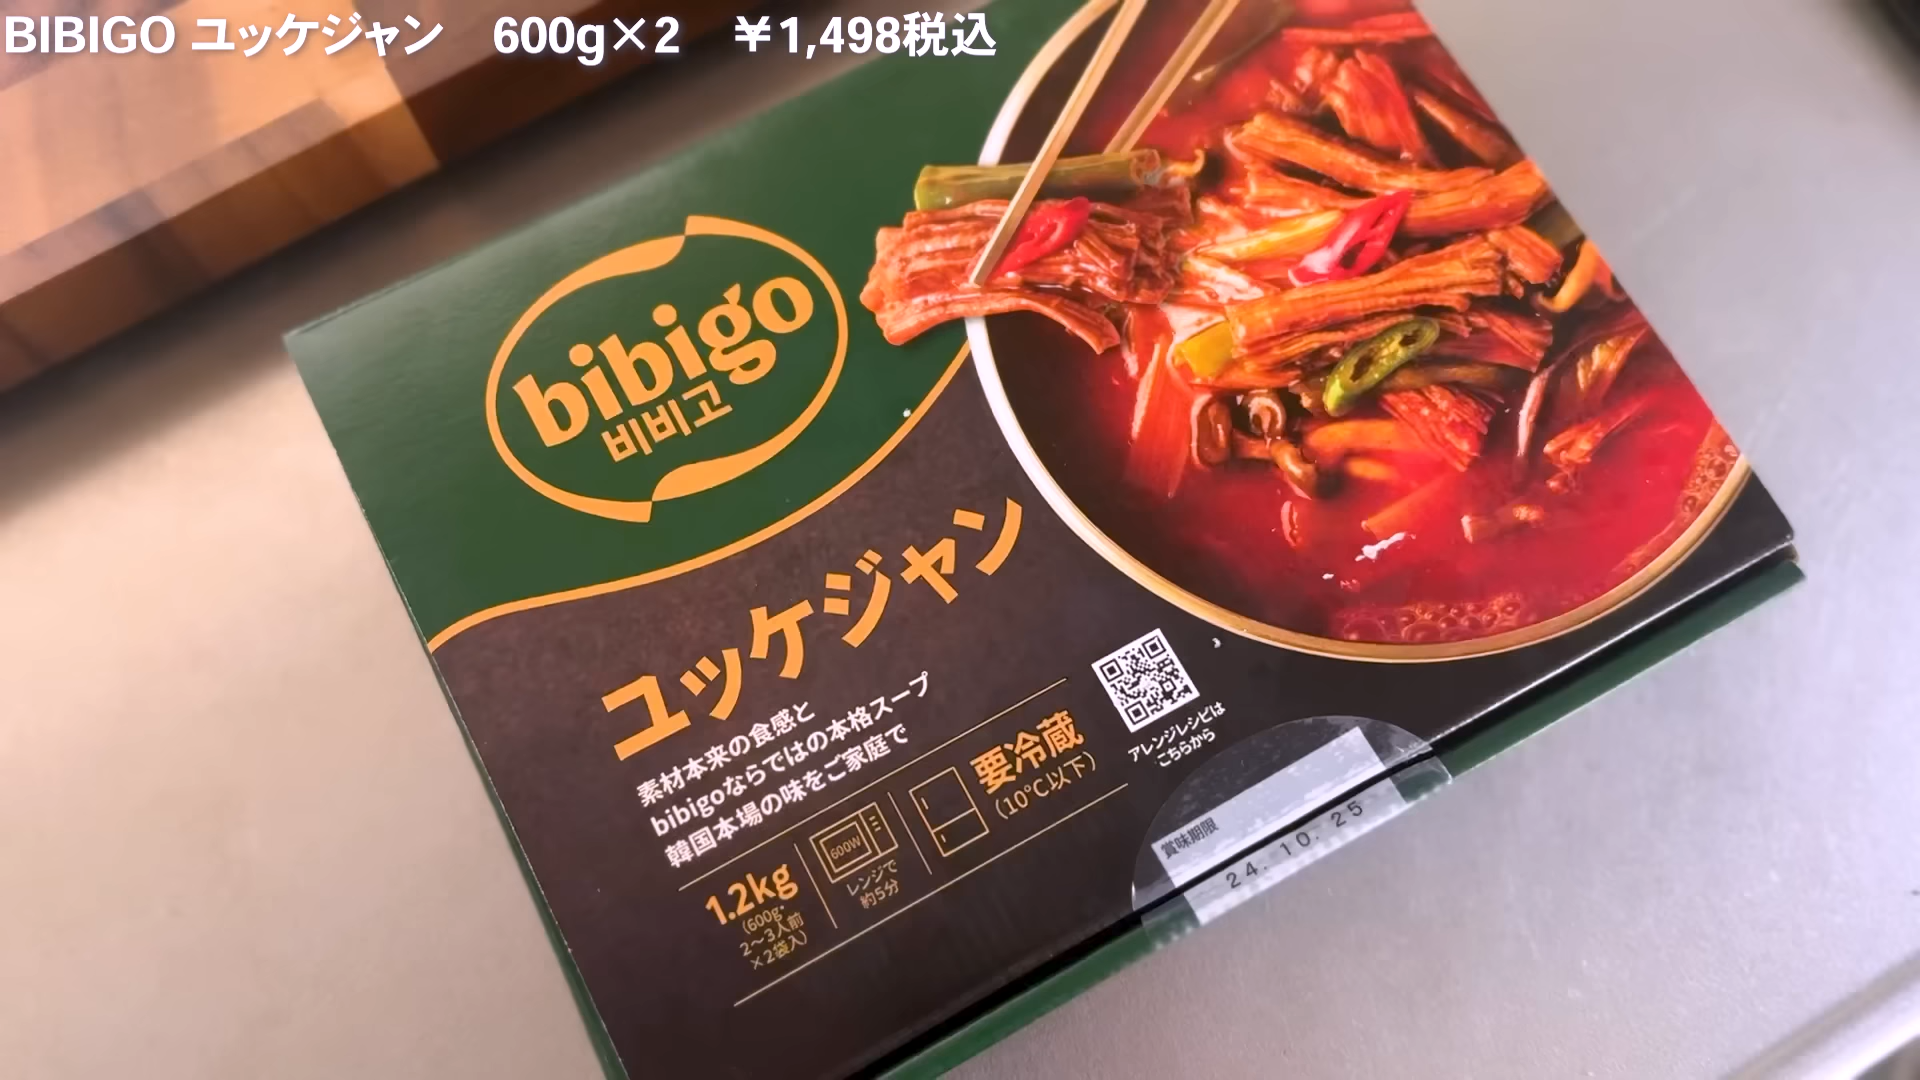 BIBIGO ユッケジャン　600g×2　￥1,498税込
bibigo
비비고
ユッケジャン
素材本来の食感と
bibigoならではの本格スープ
韓国本場の味をご家庭で
1.2kg
(600g・
2〜3人前
×2袋入)
600W
レンジで
約5分
要冷蔵
(10℃以下)
アレンジレシピは
こちらから
賞味期限
24.10.25